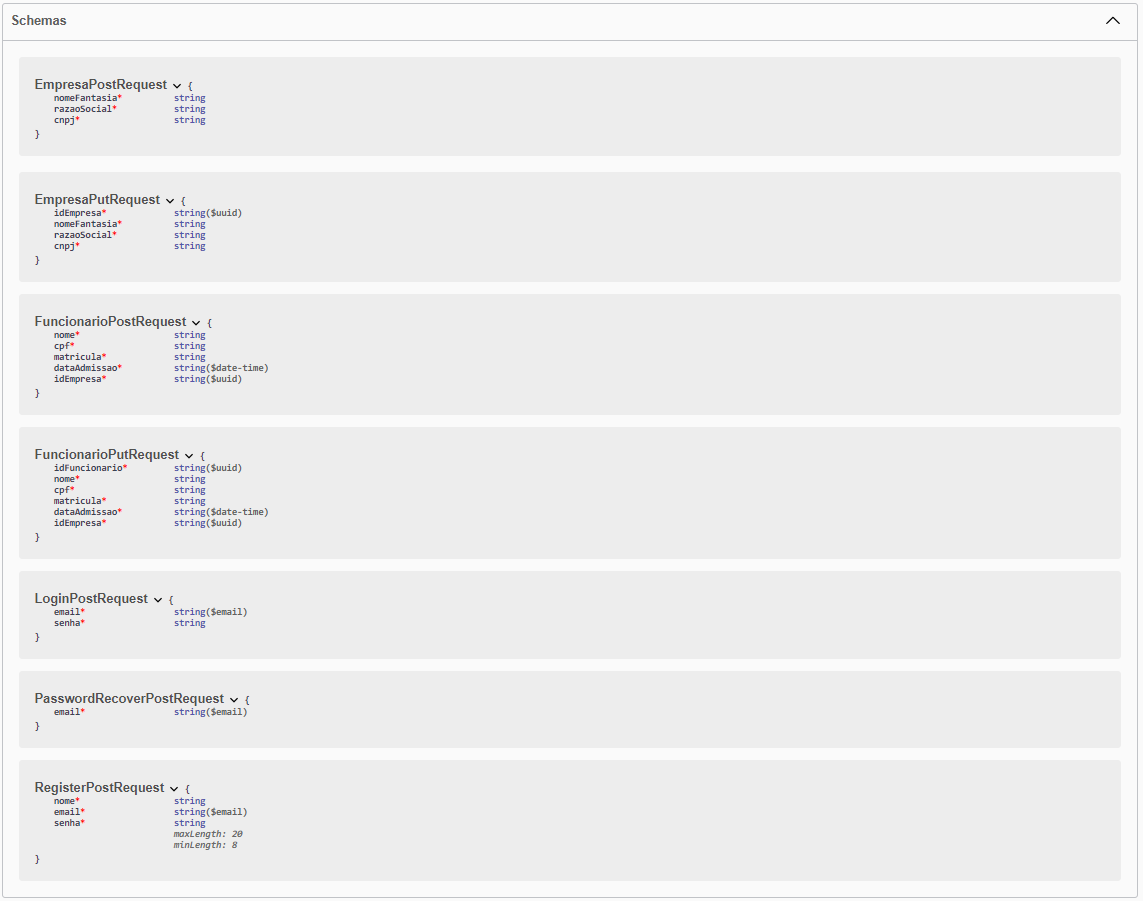 Schemas
EmpresaPostRequest {
nomeFantasia* string
razaoSocial* string
cnpj* string
}
EmpresaPutRequest {
idEmpresa* string($uuid)
nomeFantasia* string
razaoSocial* string
cnpj* string
}
FuncionarioPostRequest {
nome* string
cpf* string
matricula* string
dataAdmissao* string($date-time)
idEmpresa* string($uuid)
}
FuncionarioPutRequest {
idFuncionario* string($uuid)
nome* string
cpf* string
matricula* string
dataAdmissao* string($date-time)
idEmpresa* string($uuid)
}
LoginPostRequest {
email* string($email)
senha* string
}
PasswordRecoverPostRequest {
email* string($email)
}
RegisterPostRequest {
nome* string
email* string($email)
senha* string
maxLength: 20
minLength: 8
}